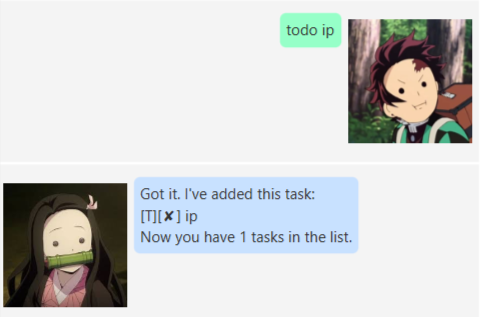 todo ip
Got it. I've added this task:
[T][✘] ip
Now you have 1 tasks in the list.